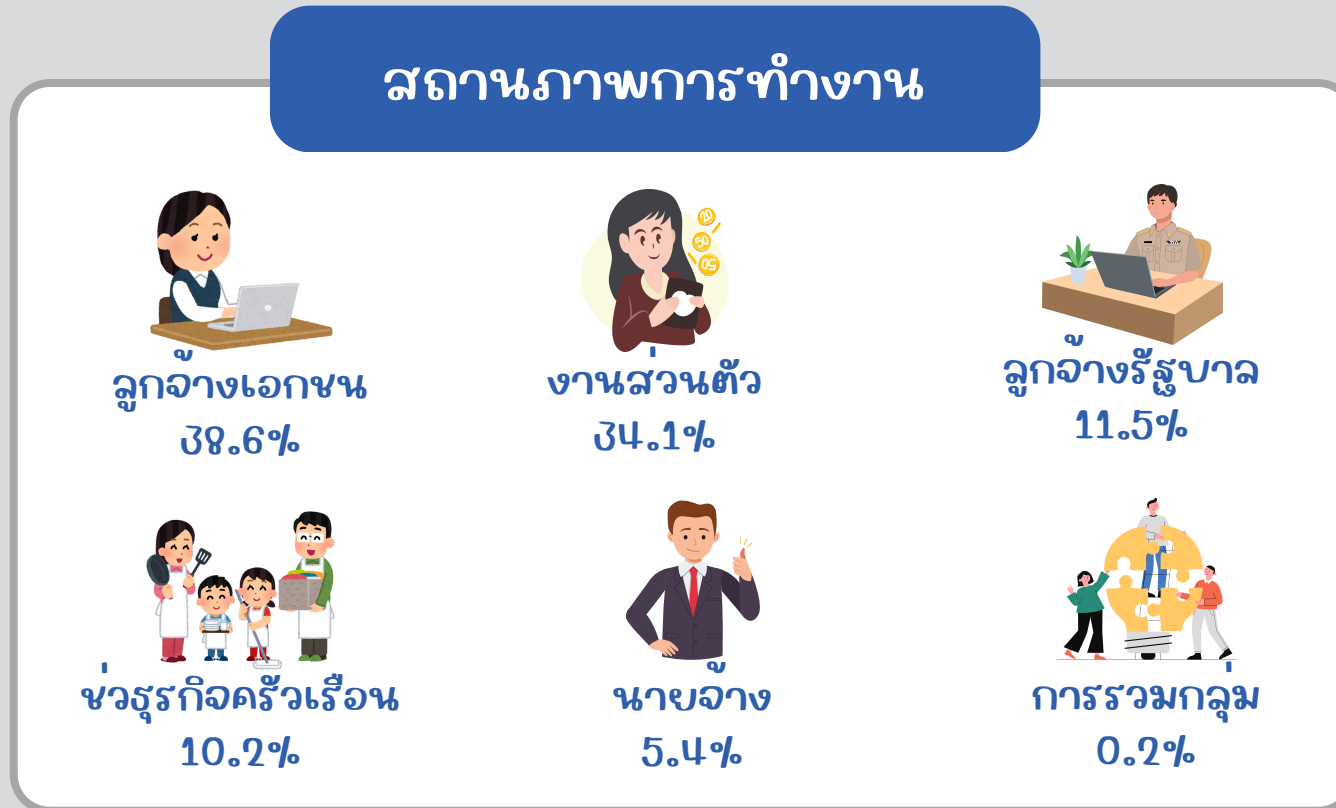 สถานภาพการทำงาน
20
50
50
ลูกจ้างเอกชน
38.6%
งานส่วนตัว
34.1%
ลูกจ้างรัฐบาล
11.5%
ช่วธุรกิจครัวเรือน
10.2%
นายจ้าง
5.4%
การรวมกลุ่ม
0.2%